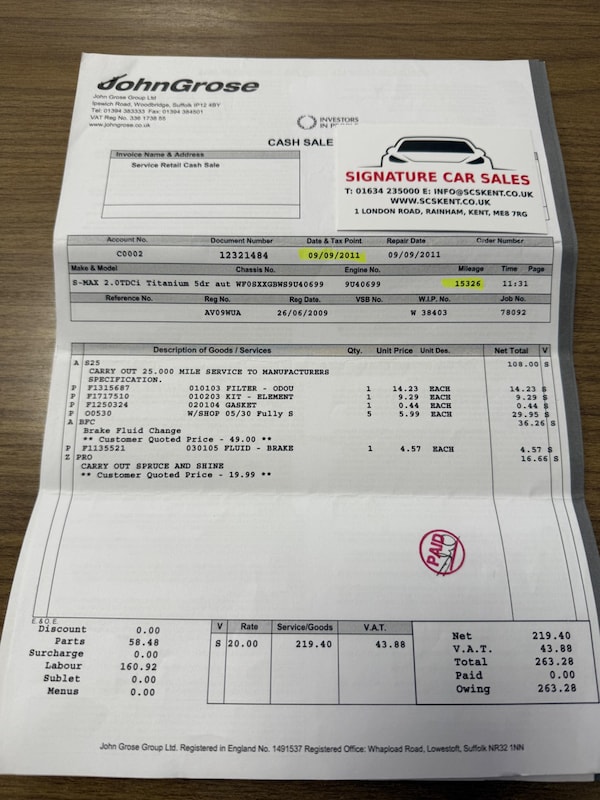 JohnGrose
John Grose Group Ltd
Ipswich Road, Woodbridge, Suffolk IP12 4BY
Tel: 01394 383333 Fax: 01394 384501
VAT Reg No. 336 1738 55
www.johngrose.co.uk
INVESTORS
IN PEOPLE
CASH SALE
Invoice Name & Address
Service Retail Cash Sale
SIGNATURE CAR SALES
T: 01634 235000 E: INFO@SCSKENT.CO.UK
WWW.SCSKENT.CO.UK
1 LONDON ROAD, RAINHAM, KENT, ME8 7RG
Account No. Document Number Date & Tax Point Repair Date Order Number
C0002 12321484 09/09/2011 09/09/2011
Make & Model Chassis No. Engine No. Mileage Time Page
S-MAX 2.0TDCi Titanium 5dr aut WF0SXXGBWS9U40699 9U40699 15326 11:31
Reference No. Reg No. Reg Date. VSB No. W.I.P. No. Job No.
AV09WUA 26/06/2009 W 38403 78092
Description of Goods / Services Qty. Unit Price Unit Des. Net Total V
A S25 108.00 S
CARRY OUT 25.000 MILE SERVICE TO MANUFACTURERS
SPECIFICATION.
P F1315687 010103 FILTER - ODOU 1 14.23 EACH 14.23 S
P F1717510 010203 KIT - ELEMENT 1 9.29 EACH 9.29 S
P F1250324 020104 GASKET 1 0.44 EACH 0.44 S
P O0530 W/SHOP 05/30 Fully S 5 5.99 EACH 29.95 S
A BFC 36.26 S
Brake Fluid Change
** Customer Quoted Price - 49.00 **
P F1135521 030105 FLUID - BRAKE 1 4.57 EACH 4.57 S
Z PRO 16.66 S
CARRY OUT SPRUCE AND SHINE
** Customer Quoted Price - 19.99 **
PAID
E. & O. E.
Discount 0.00
Parts 58.48
Surcharge 0.00
Labour 160.92
Sublet 0.00
Menus 0.00
V Rate Service/Goods V.A.T.
S 20.00 219.40 43.88
Net 219.40
V.A.T. 43.88
Total 263.28
Paid 0.00
Owing 263.28
John Grose Group Ltd. Registered in England No. 1491537 Registered Office: Whapload Road, Lowestoft, Suffolk NR32 1NN